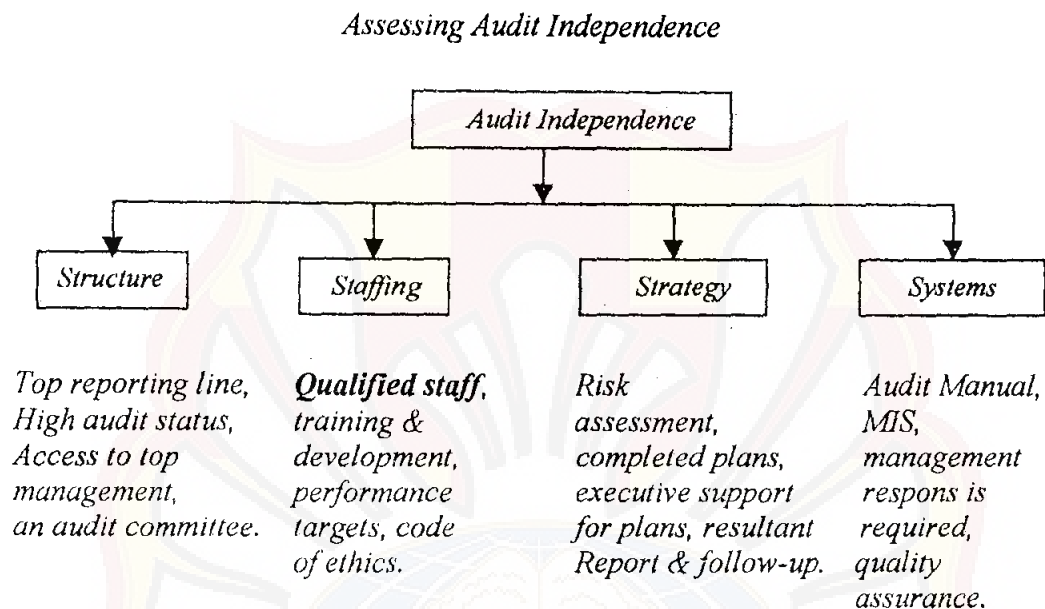 Assessing Audit Independence
Audit Independence
Structure
Staffing
Strategy
Systems
Top reporting line,
High audit status,
Access to top
management,
an audit committee.
Qualified staff,
training &
development,
performance
targets, code
of ethics.
Risk
assessment,
completed plans,
executive support
for plans, resultant
Report & follow-up.
Audit Manual,
MIS,
management
respons is
required,
quality
assurance.